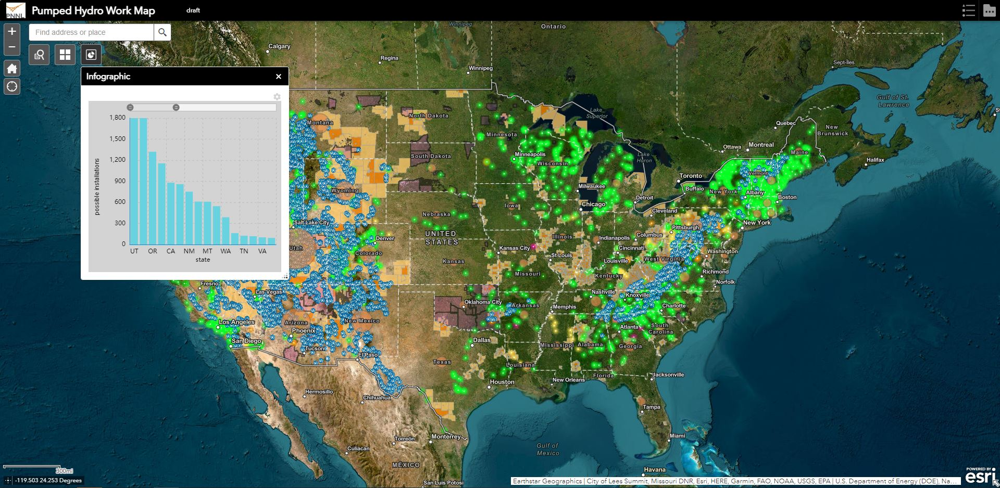 PNNL
Pumped Hydro Work Map
draft
Find address or place
Infographic
1,800
1,500
1,200
900
600
300
0
possible installations
UT OR CA NM MT WA TN VA
state
Winnipeg
Ontario
Calgary
Regina
Winnipeg
Sept-Îles
Gulf of St.
Lawrence
Sound
Quebec
New
Brunswick
Lake
Superior
North Dakota
Montana
Minnesota
Ottawa
Montreal
Maine
Halifax
South Dakota
Minneapolis
Wisconsin
Lake
Huron
Toronto
Vermont
Wyoming
Milwaukee
Buffalo
New York
Albany
Boston
Detroit
Iowa
Chicago
Cleveland
Nebraska
Salt Lake City
New York
Pittsburgh
UNITED
STATES
Denver
Utah
Illinois
Indianapolis
Columbus
Kansas City
Cincinnati
Colorado
Washington
Kansas
St Louis
Louisville
West Virginia
Missouri
Kentucky
Richmond
Norfolk
Fresno
Las Vegas
Nashville
Knoxville
Oklahoma City
Arkansas
Memphis
Charlotte
Los Angeles
Arizona
New Mexico
Phoenix
Atlanta
South
Carolina
San Diego
Tucson
Dallas
Mississippi
Alabama
Georgia
El Paso
Texas
Louisiana
Houston
New Orleans
Florida
Jacksonville
Hermosillo
Chihuahua
Tampa
Monterrey
Miami
Torreón
Culiacan
Gulf of
Mexico
MÉXICO
Havana
San Luis Potosi
300mi
-119.503 24.253 Degrees
Earthstar Geographics | City of Lees Summit, Missouri DNR, Esri, HERE, Garmin, FAO, NOAA, USGS, EPA | U.S. Department of Energy (DOE), Na...
POWERED BY
esri